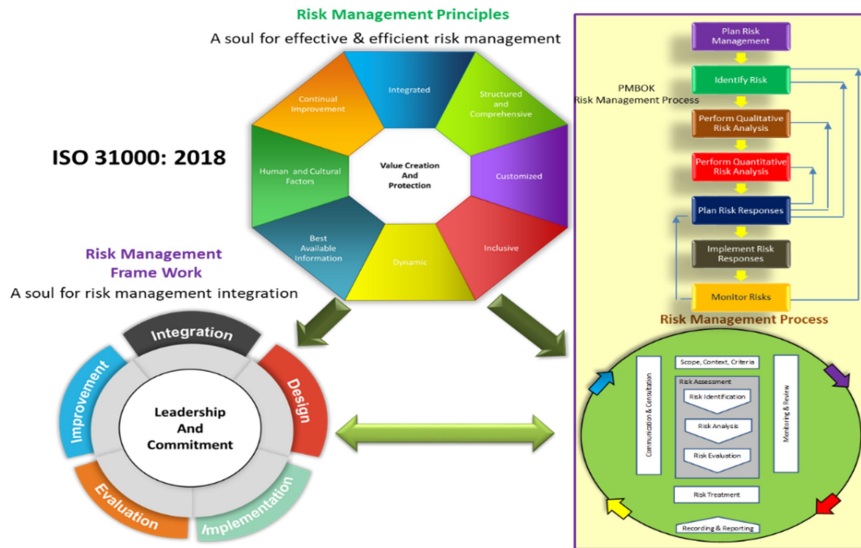 Risk Management Principles
A soul for effective & efficient risk management
ISO 31000: 2018
Integrated
Structured
and
Comprehensive
Customized
Inclusive
Dynamic
Best
Available
Information
Human and Cultural
Factors
Continual
Improvement
Value Creation
And
Protection
Risk Management
Frame Work
A soul for risk management integration
Integration
Design
Implementation
Evaluation
Improvement
Leadership
And
Commitment
PMBOK
Risk Management Process
Plan Risk
Management
Identify Risk
Perform Qualitative
Risk Analysis
Perform Quantitative
Risk Analysis
Plan Risk Responses
Implement Risk
Responses
Monitor Risks
Risk Management Process
Communication & Consultation
Scope, Context, Criteria
Risk Assessment
Risk Identification
Risk Analysis
Risk Evaluation
Risk Treatment
Recording & Reporting
Monitoring & Review